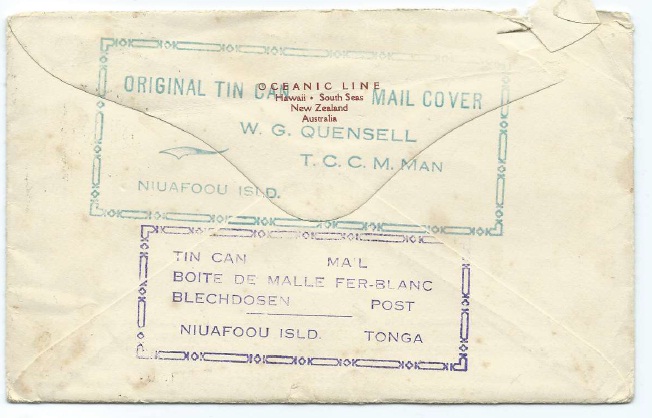 ORIGINAL TIN CAN MAIL COVER
OCEANIC LINE
Hawaii • South Seas
New Zealand
Australia
W. G. QUENSELL
T. C. C. M. MAN
NIUAFOOU ISLD.
TIN CAN MA'L
BOITE DE MALLE FER-BLANC
BLECHDOSEN POST
NIUAFOOU ISLD. TONGA